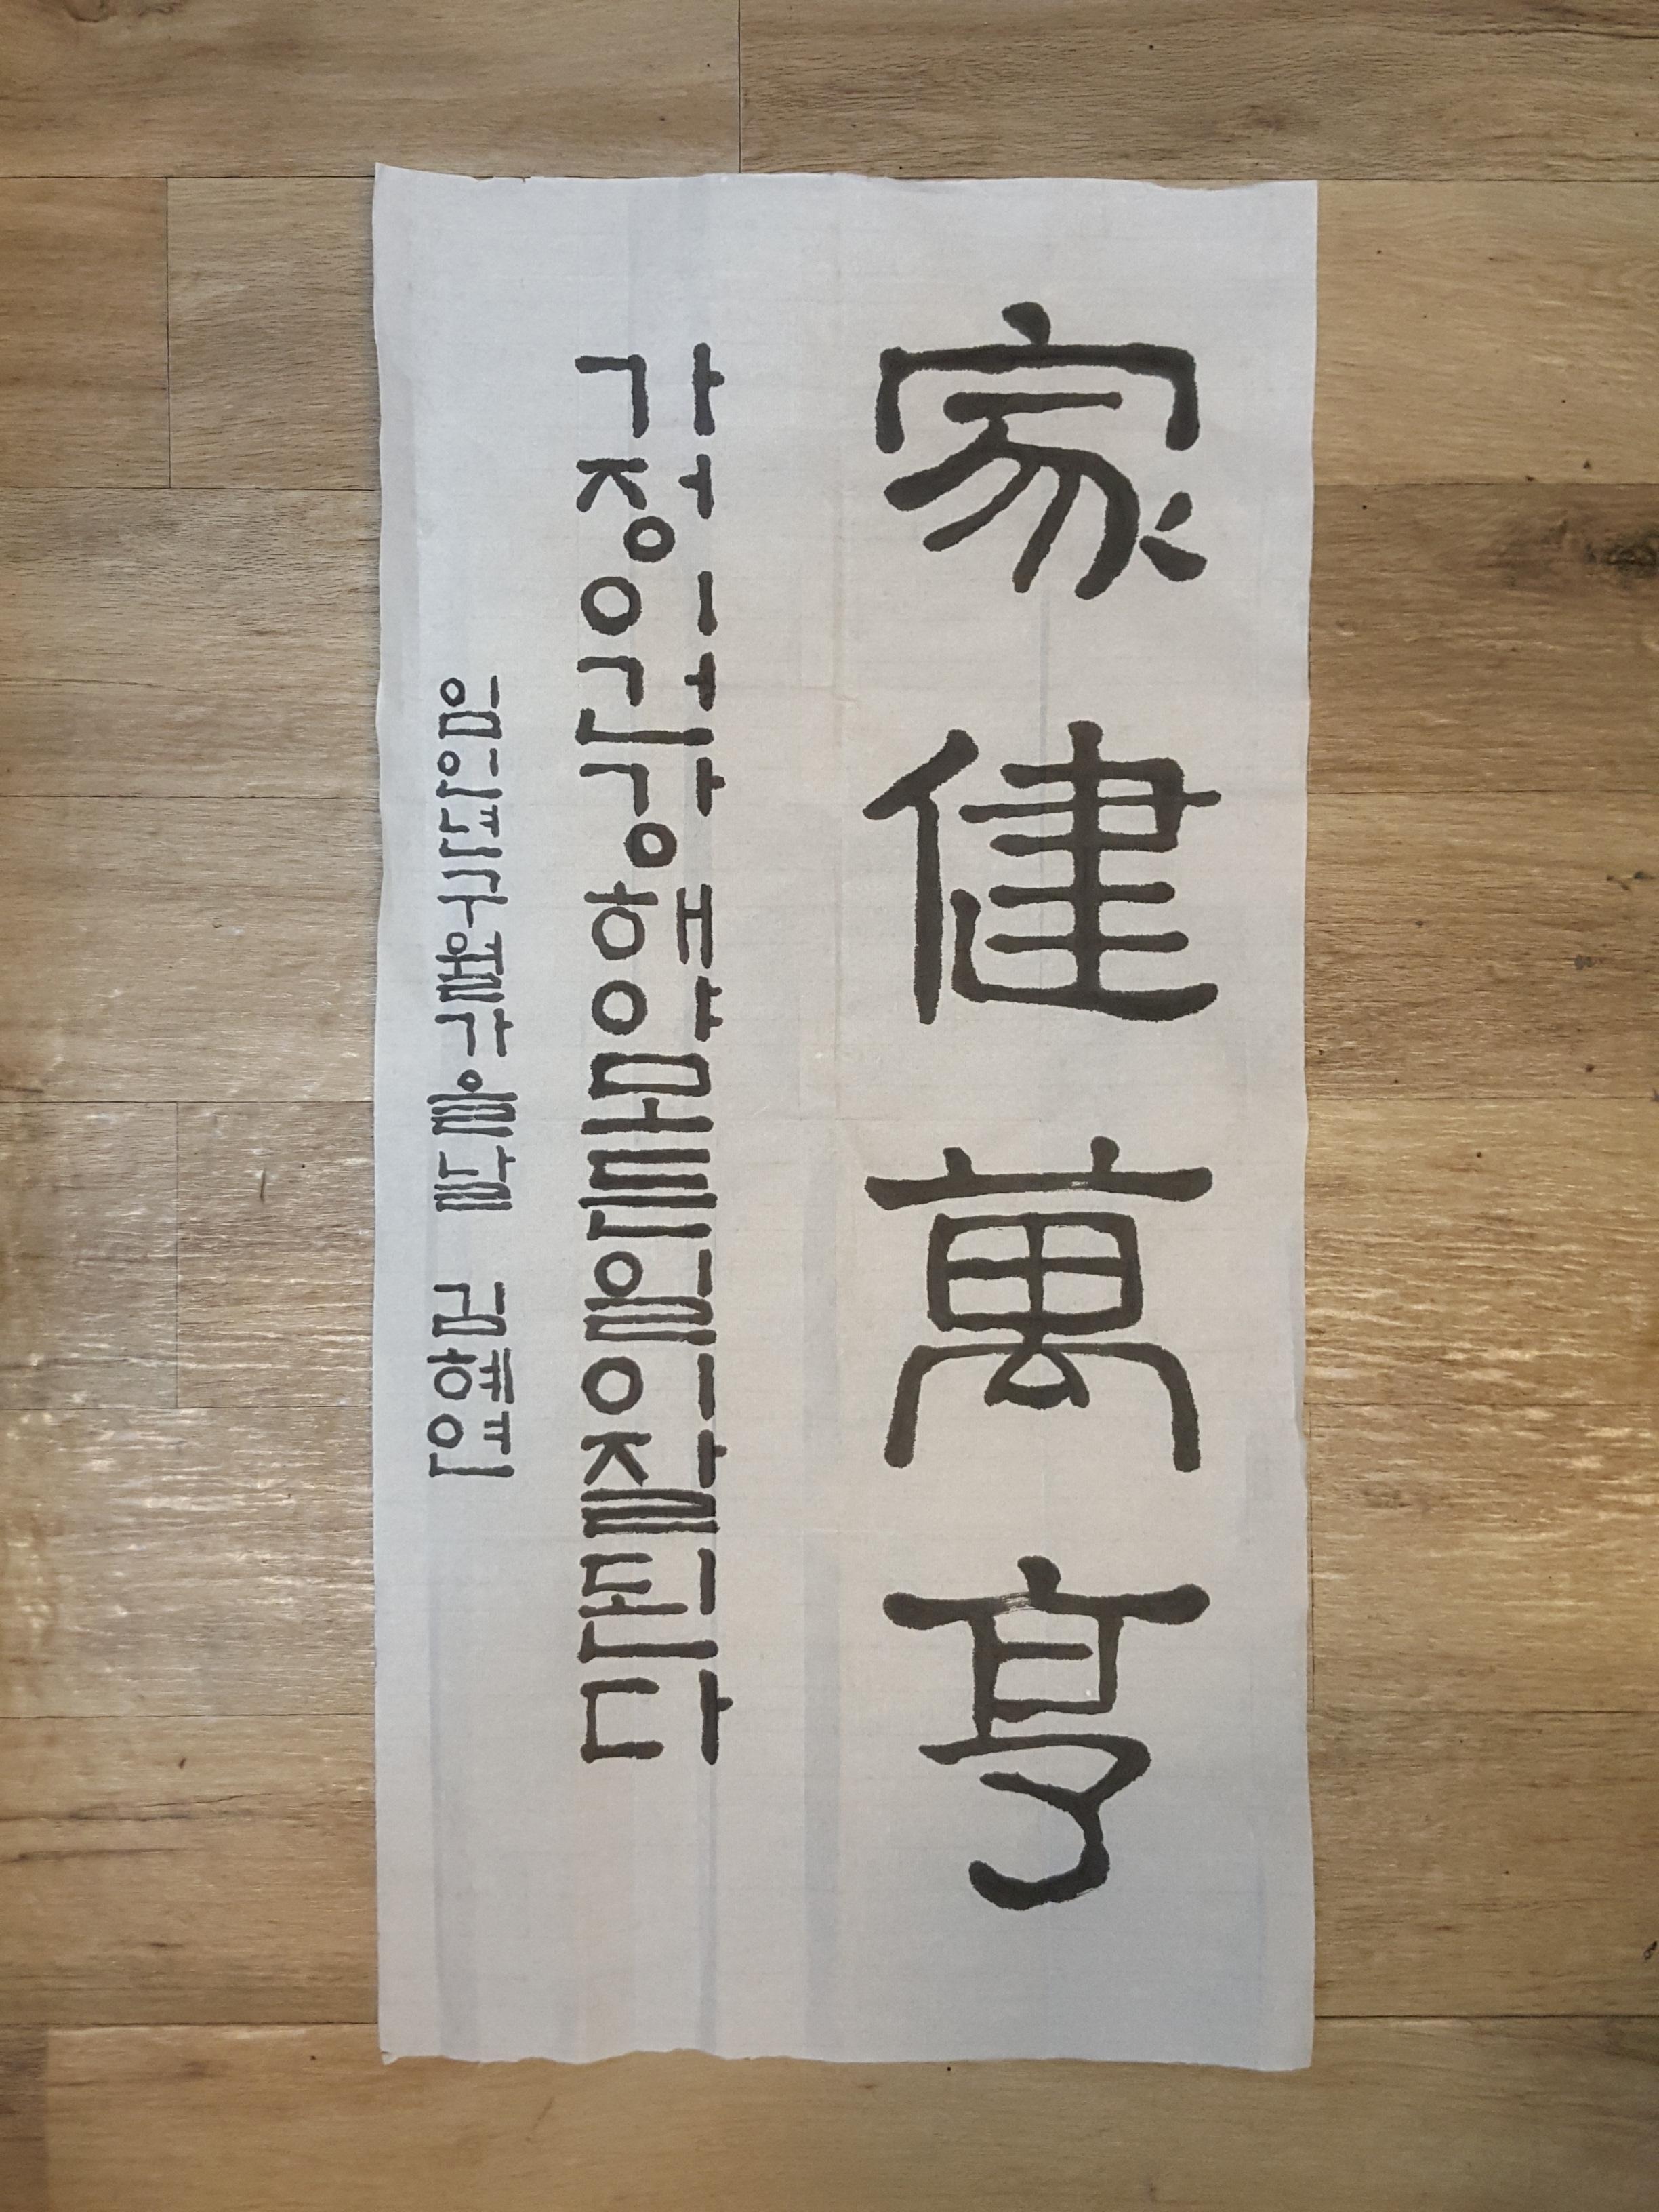 家健萬亨
가정이건강해야모든일이잘된다
임인년구월가을날 김해연